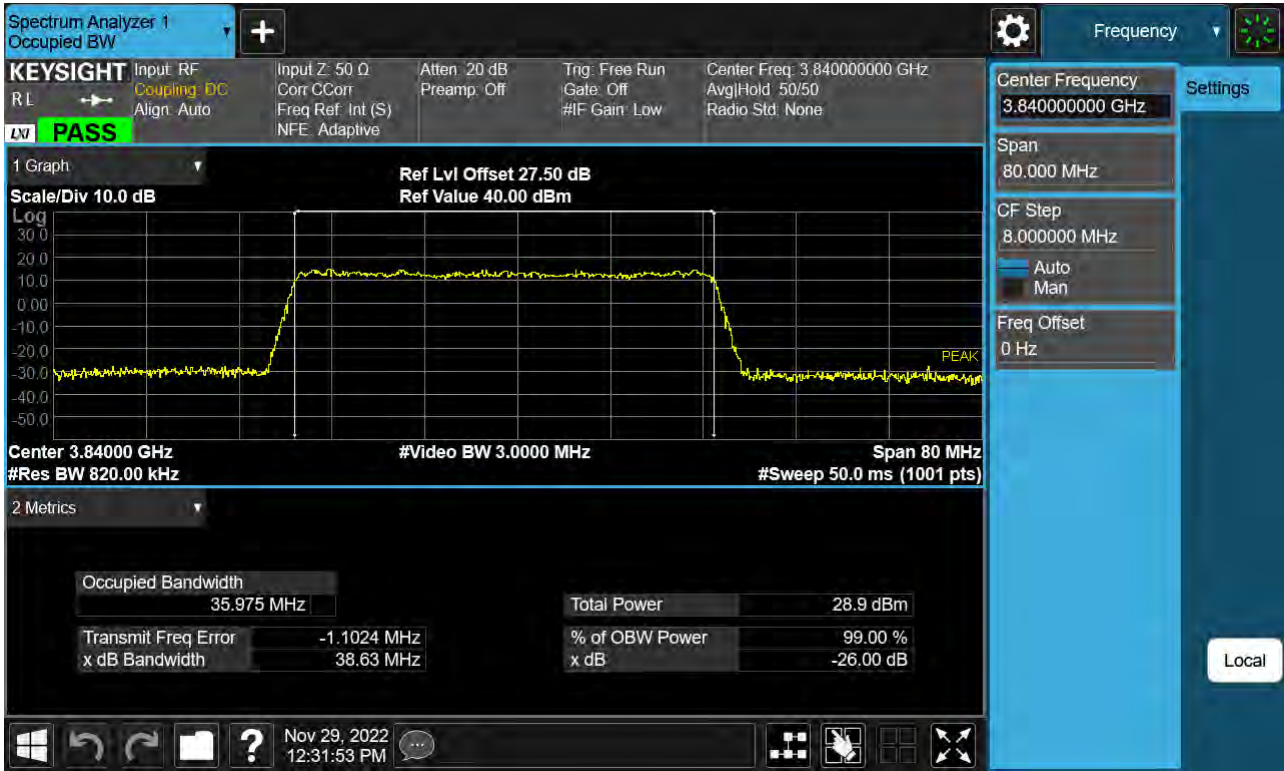 Spectrum Analyzer 1
Occupied BW
+
Frequency
KEYSIGHT
RL
LXI PASS
Input: RF
Coupling: DC
Align: Auto
Input Z: 50 Ω
Corr CCorr
Freq Ref: Int (S)
NFE: Adaptive
Atten: 20 dB
Preamp: Off
Trig: Free Run
Gate: Off
#IF Gain: Low
Center Freq: 3.840000000 GHz
Avg|Hold: 50/50
Radio Std: None
Center Frequency
3.840000000 GHz
Settings
Span
80.000 MHz
CF Step
8.000000 MHz
Auto
Man
Freq Offset
0 Hz
Local
1 Graph
Scale/Div 10.0 dB
Ref Lvl Offset 27.50 dB
Ref Value 40.00 dBm
Log
30.0
20.0
10.0
0.00
-10.0
-20.0
-30.0
-40.0
-50.0
PEAK
Center 3.84000 GHz
#Video BW 3.0000 MHz
Span 80 MHz
#Res BW 820.00 kHz
#Sweep 50.0 ms (1001 pts)
2 Metrics
Occupied Bandwidth
35.975 MHz
Total Power 28.9 dBm
Transmit Freq Error -1.1024 MHz
% of OBW Power 99.00 %
x dB Bandwidth 38.63 MHz
x dB -26.00 dB
?
Nov 29, 2022
12:31:53 PM